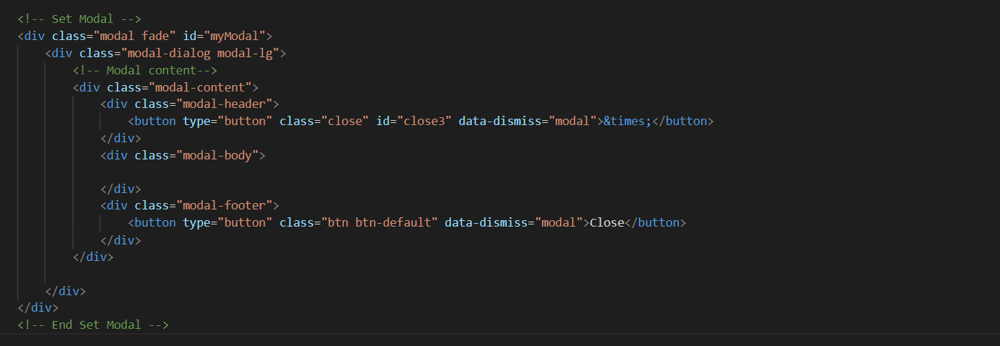 <!-- Set Modal -->
<div class="modal fade" id="myModal">
<div class="modal-dialog modal-lg">
<!-- Modal content-->
<div class="modal-content">
<div class="modal-header">
<button type="button" class="close" id="close3" data-dismiss="modal">&times;</button>
</div>
<div class="modal-body">
</div>
<div class="modal-footer">
<button type="button" class="btn btn-default" data-dismiss="modal">Close</button>
</div>
</div>
</div>
</div>
<!-- End Set Modal -->